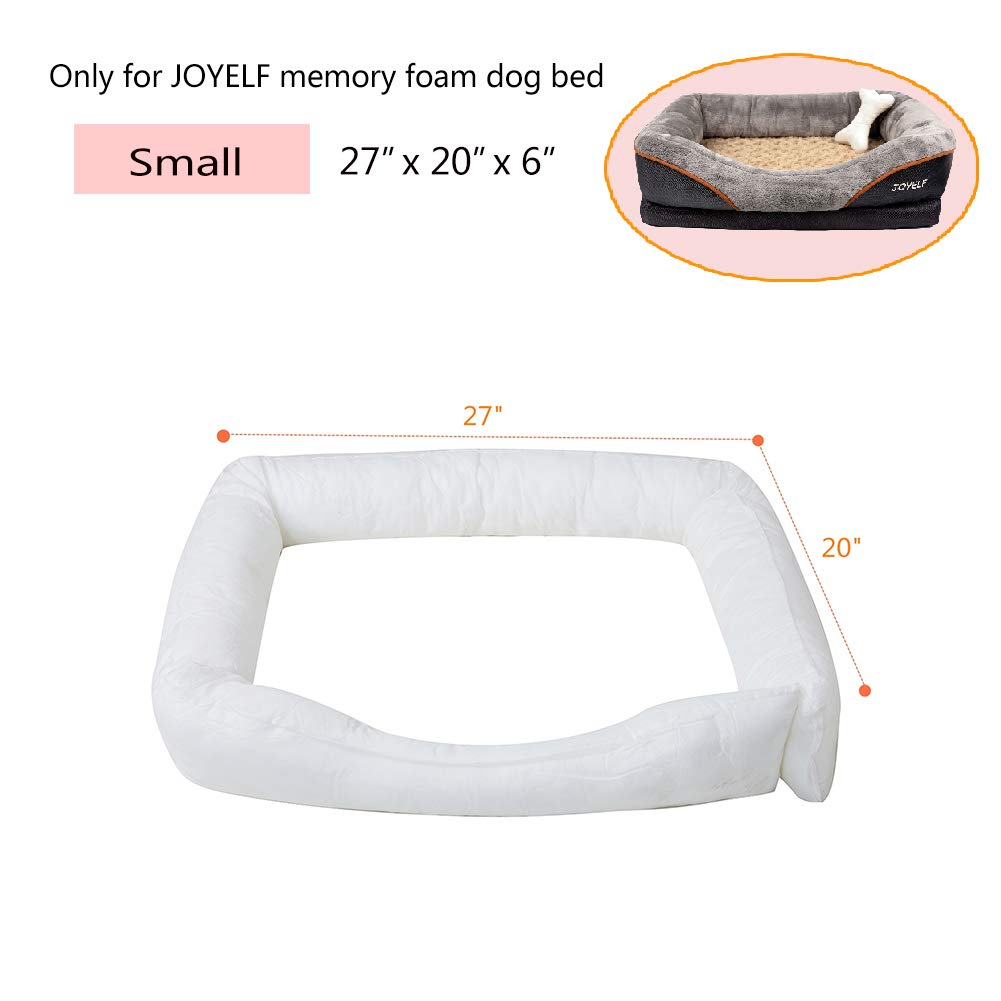 Only for JOYELF memory foam dog bed
Small
27” x 20” x 6”
JOYELF
27"
20"